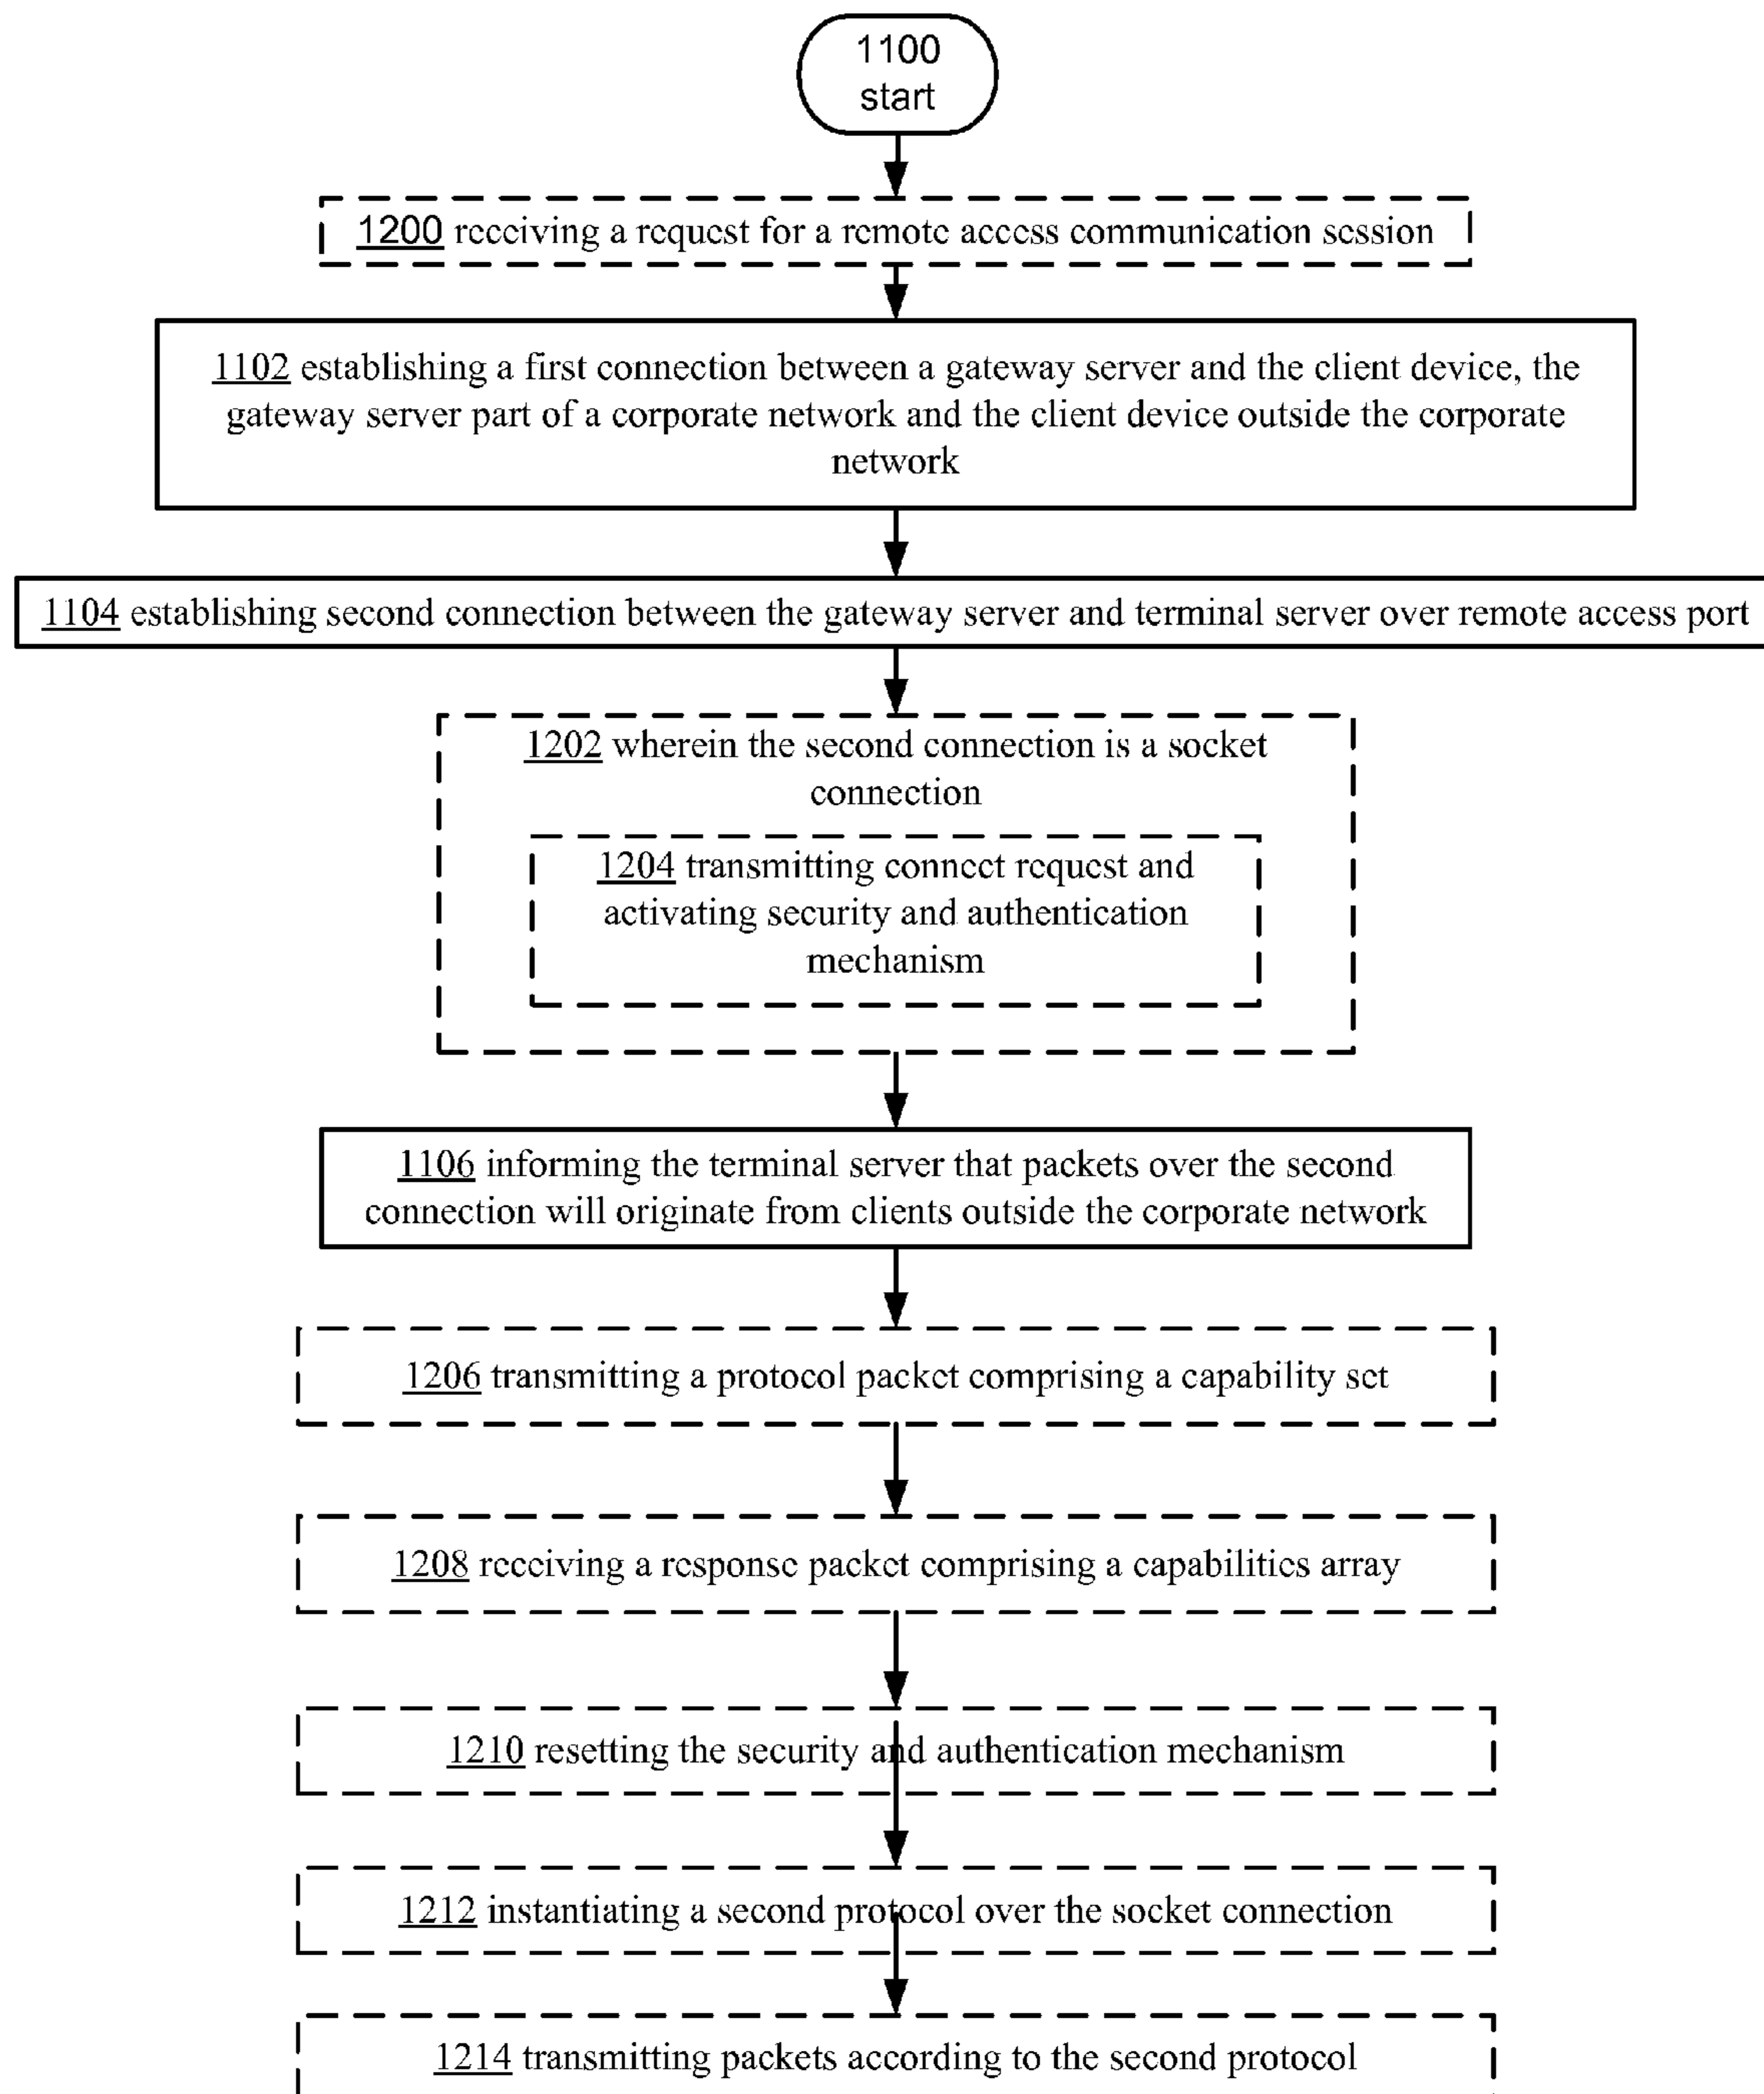 1100
start
1200 receiving a request for a remote access communication session
1102 establishing a first connection between a gateway server and the client device, the
gateway server part of a corporate network and the client device outside the corporate
network
1104 establishing second connection between the gateway server and terminal server over remote access port
1202 wherein the second connection is a socket
connection
1204 transmitting connect request and
activating security and authentication
mechanism
1106 informing the terminal server that packets over the second
connection will originate from clients outside the corporate network
1206 transmitting a protocol packet comprising a capability set
1208 receiving a response packet comprising a capabilities array
1210 resetting the security and authentication mechanism
1212 instantiating a second protocol over the socket connection
1214 transmitting packets according to the second protocol